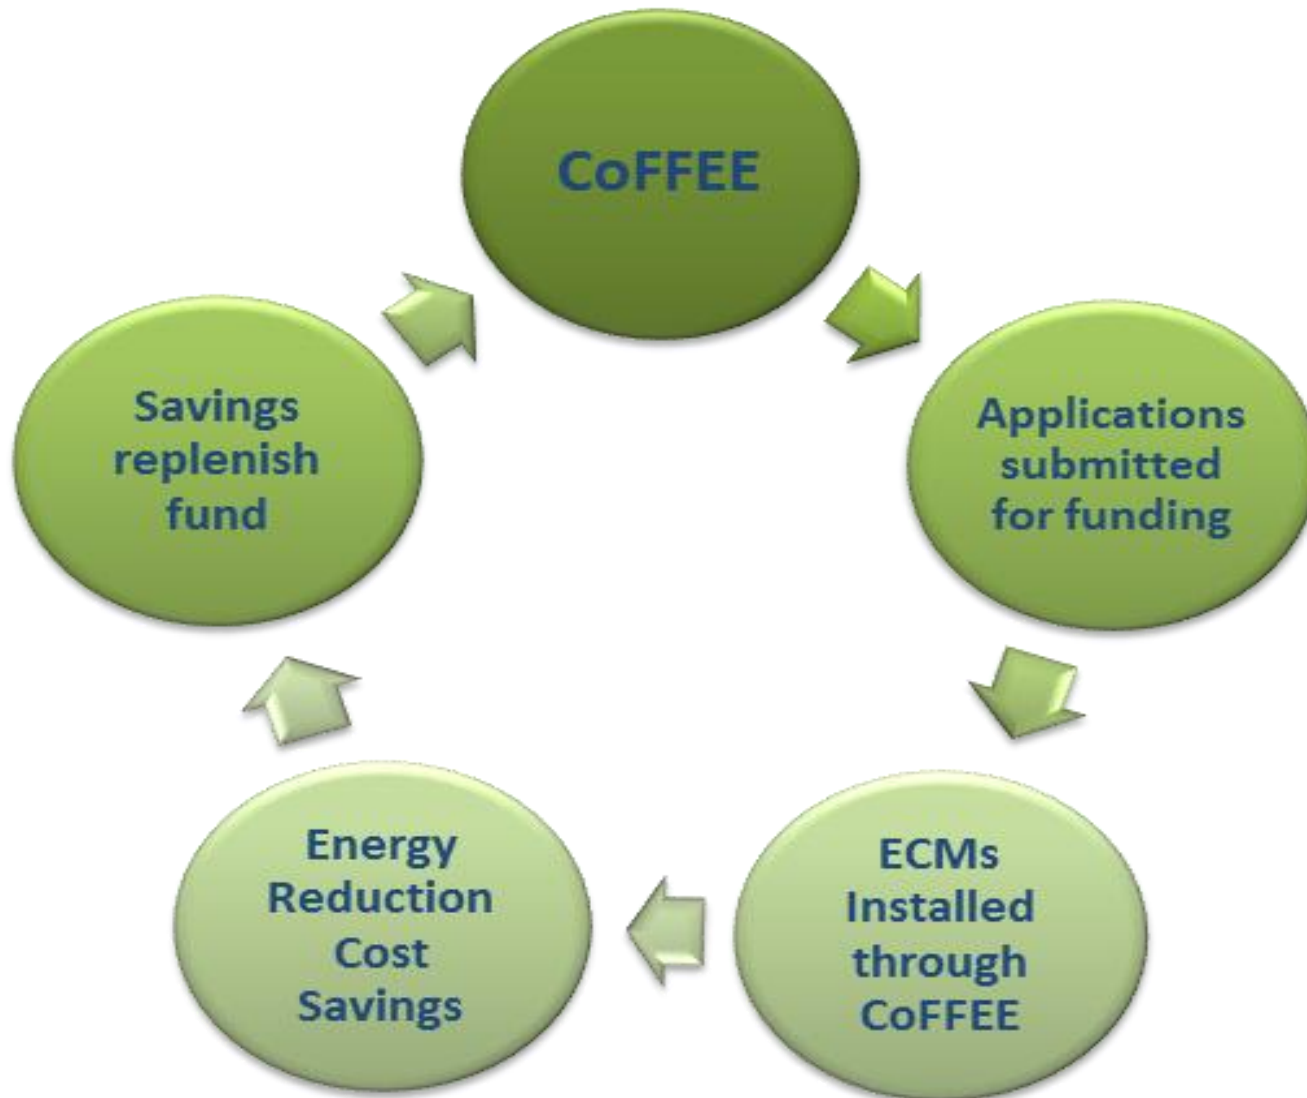 CoFFEE
Applications
submitted
for funding
ECMs
Installed
through
CoFFEE
Energy
Reduction
Cost
Savings
Savings
replenish
fund